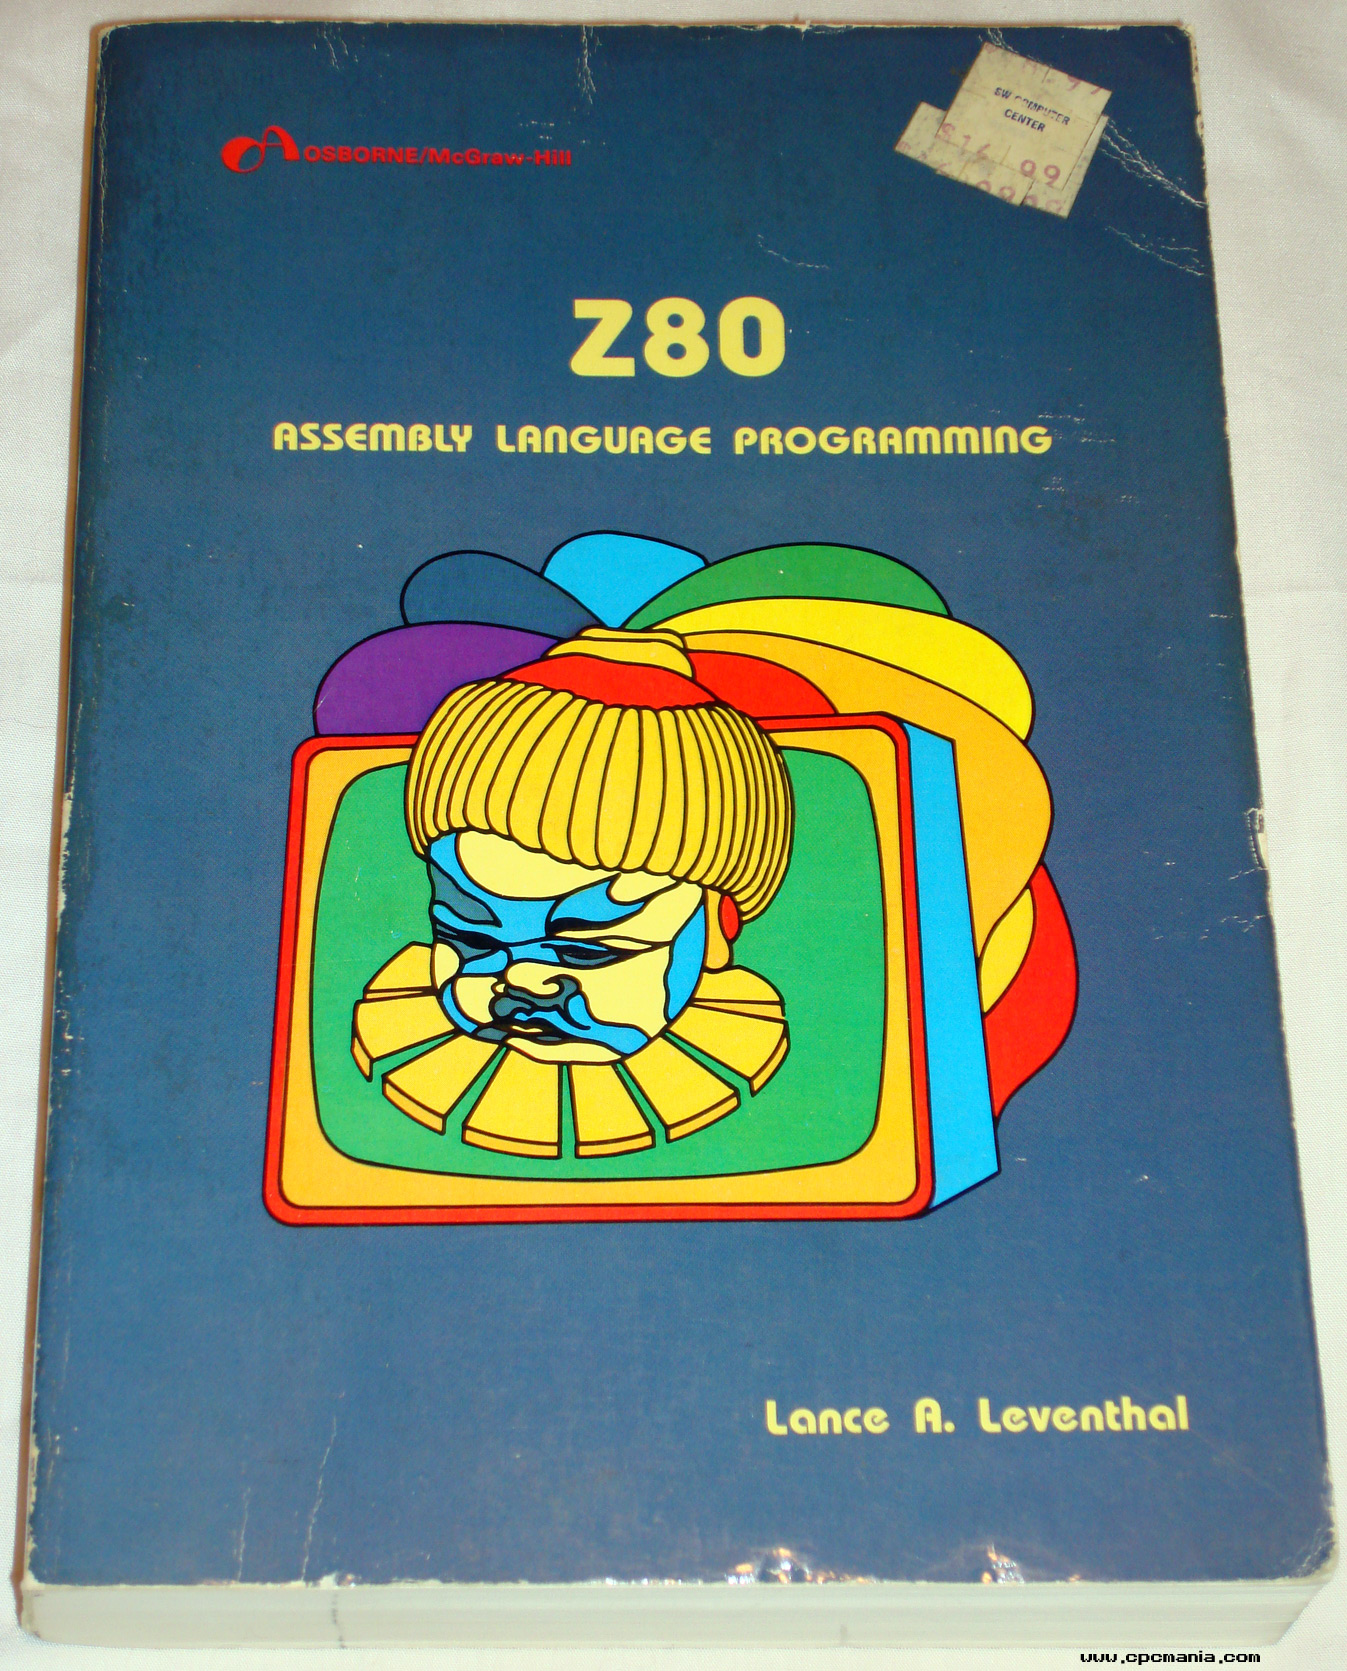 OSBORNE/McGraw-Hill
SW COMPUTER
CENTER
$16.99
Z80
ASSEMBLY LANGUAGE PROGRAMMING
Lance A. Leventhal
www.cpcmania.com